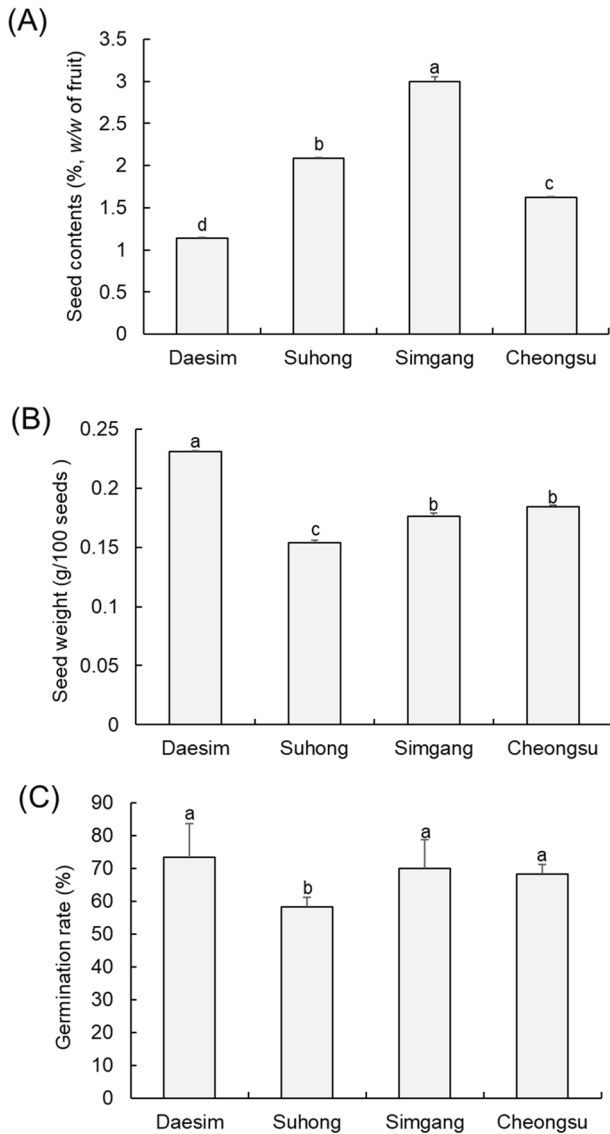 (A)
Seed contents (%, w/w of fruit)
3.5
3
2.5
2
1.5
1
0.5
0
d
b
a
c
Daesim Suhong Simgang Cheongsu
(B)
Seed weight (g/100 seeds )
0.25
0.2
0.15
0.1
0.05
0
a
c
b
b
Daesim Suhong Simgang Cheongsu
(C)
Germination rate (%)
90
80
70
60
50
40
30
20
10
0
a
b
a
a
Daesim Suhong Simgang Cheongsu